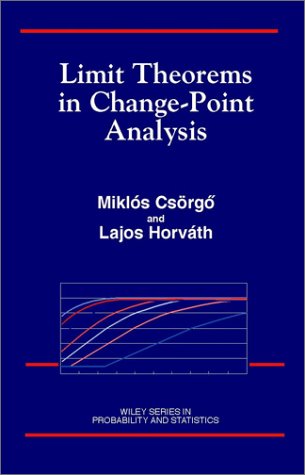 Limit Theorems
in Change-Point
Analysis
Miklós Csörgő
and
Lajos Horváth
WILEY SERIES IN
PROBABILITY AND STATISTICS